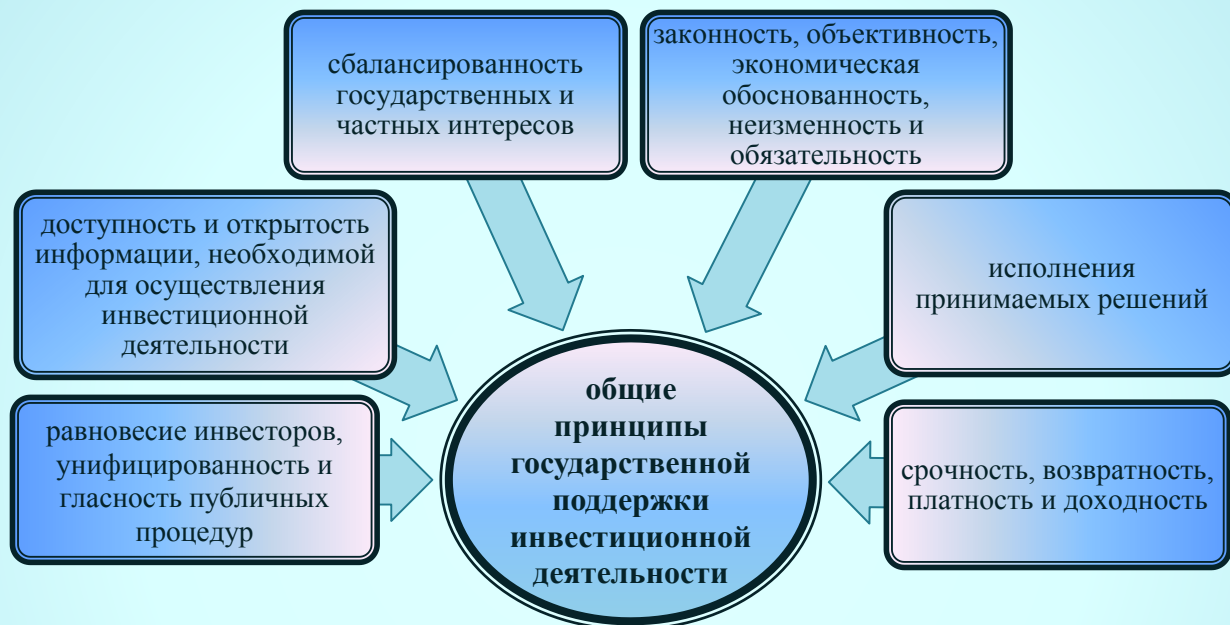 сбалансированность
государственных и
частных интересов
законность, объективность,
экономическая
обоснованность,
неизменность и
обязательность
доступность и открытость
информации, необходимой
для осуществления
инвестиционной
деятельности
исполнения
принимаемых решений
равновесие инвесторов,
унифицированность и
гласность публичных
процедур
общие
принципы
государственной
поддержки
инвестиционной
деятельности
срочность, возвратность,
платность и доходность